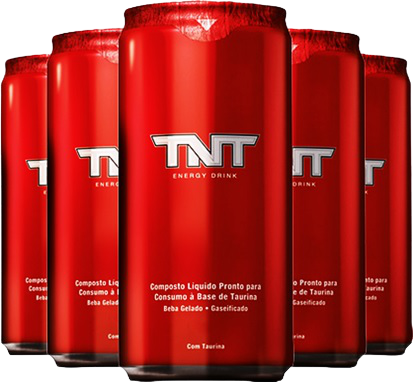 TNT
ENERGY DRINK
Composto Líquido Pronto para
Consumo à Base de Taurina
Beba Gelado • Gaseificado
Com Taurina